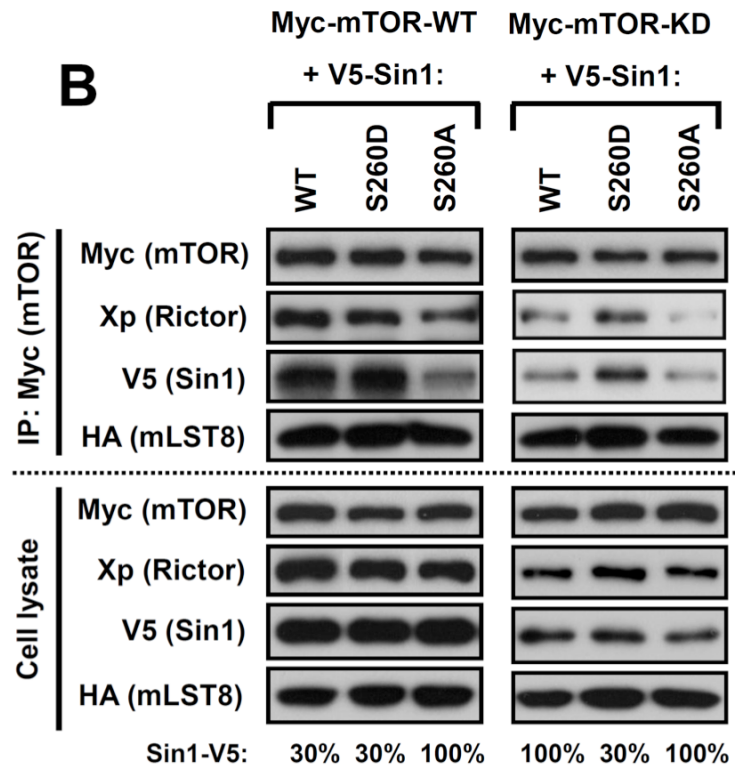 Myc-mTOR-WT Myc-mTOR-KD
+ V5-Sin1: + V5-Sin1:
B
WT S260D S260A WT S260D S260A
IP: Myc (mTOR)
Myc (mTOR)
Xp (Rictor)
V5 (Sin1)
HA (mLST8)
Cell lysate
Myc (mTOR)
Xp (Rictor)
V5 (Sin1)
HA (mLST8)
Sin1-V5: 30% 30% 100% 100% 30% 100%